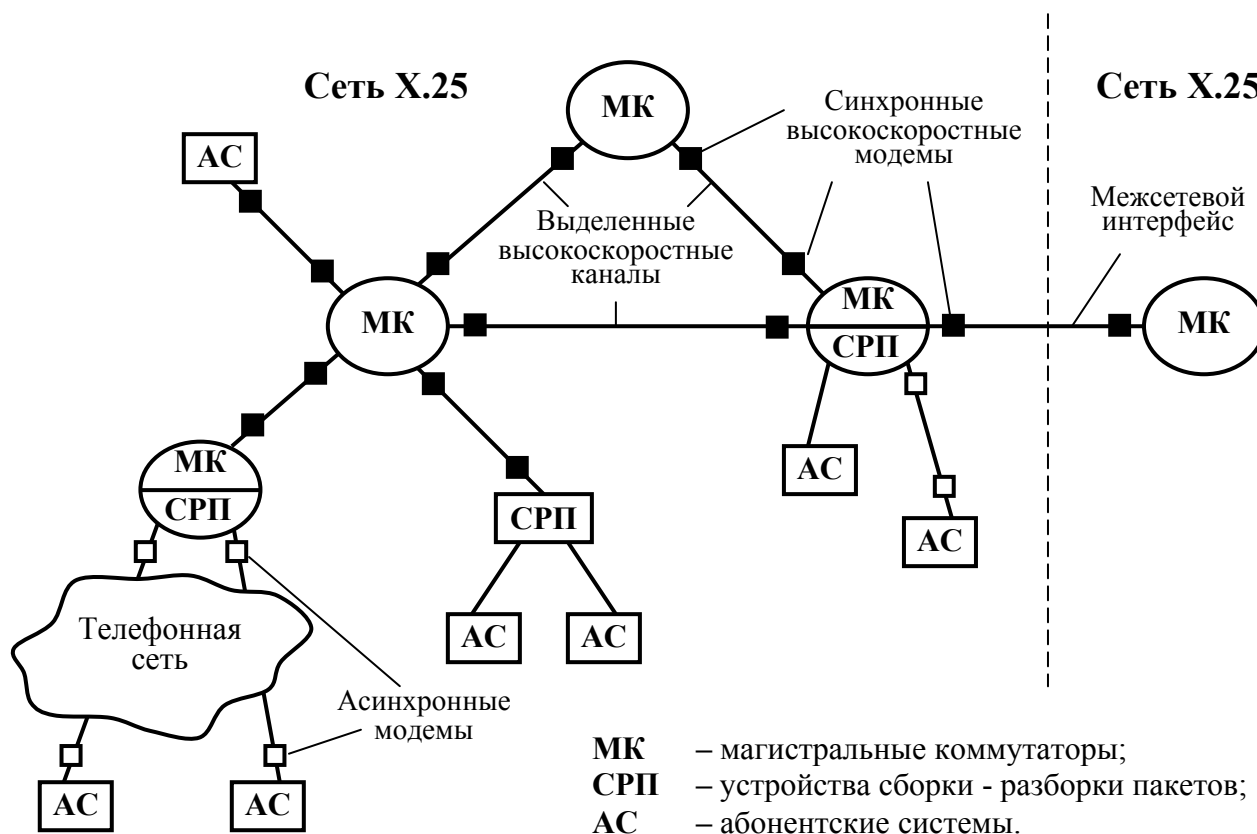 Сеть X.25
МК
Синхронные
высокоскоростные
модемы
Сеть X.25
АС
Выделенные
высокоскоростные
каналы
Межсетевой
интерфейс
МК
МК
СРП
МК
АС
МК
СРП
СРП
АС
АС
АС
Телефонная
сеть
Асинхронные
модемы
АС
АС
МК – магистральные коммутаторы;
СРП – устройства сборки - разборки пакетов;
АС – абонентские системы.